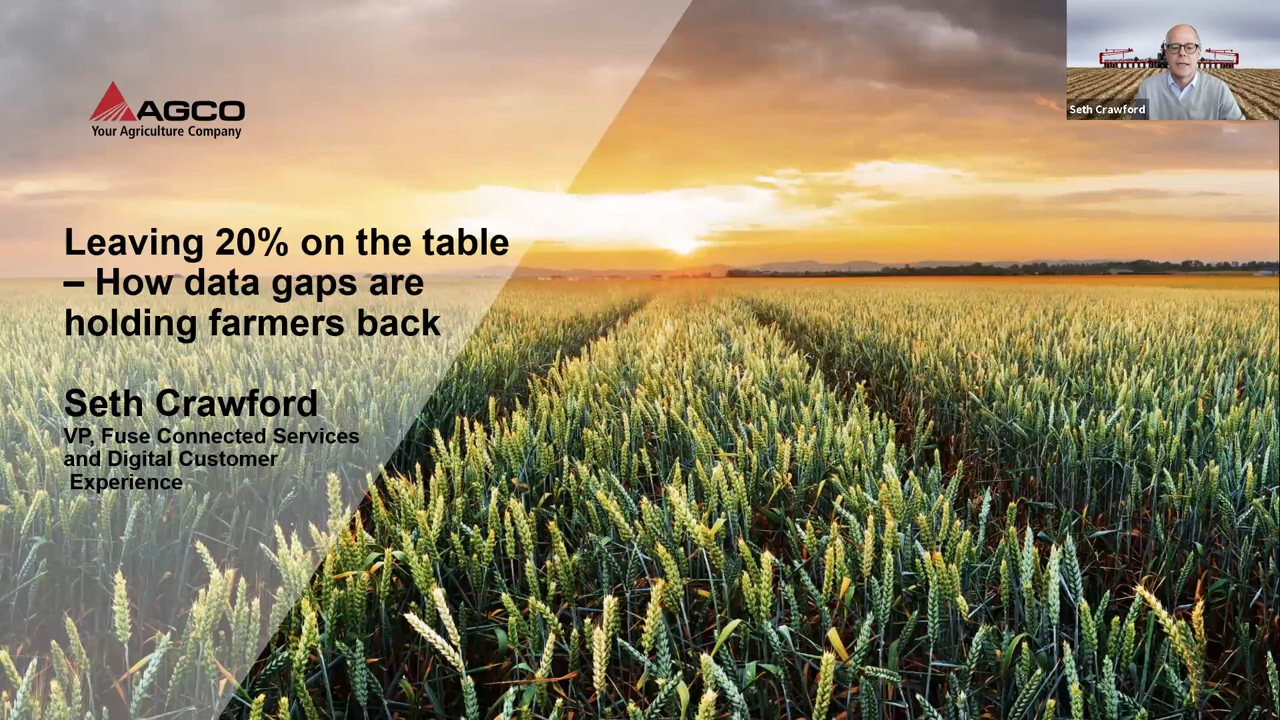 AGCO
Your Agriculture Company
Seth Crawford
Leaving 20% on the table
– How data gaps are
holding farmers back
Seth Crawford
VP, Fuse Connected Services
and Digital Customer
Experience